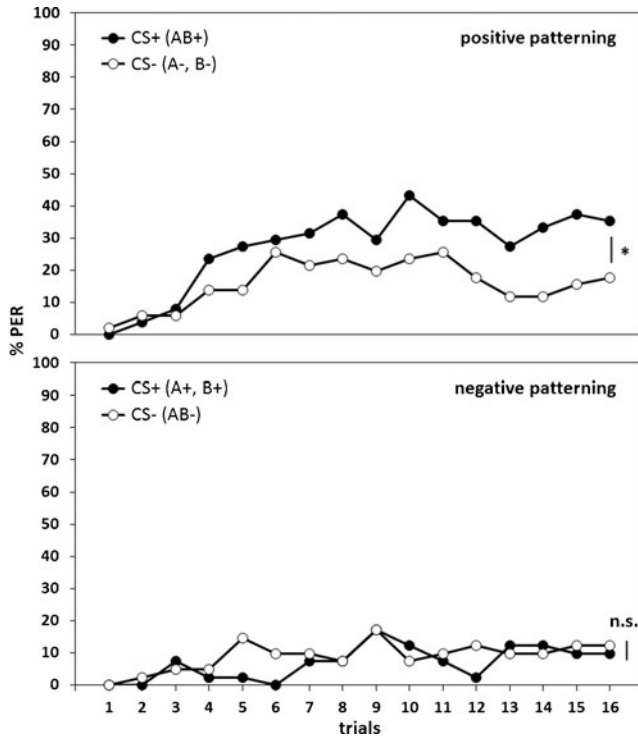 100
CS+ (AB+)
positive patterning
90
CS- (A-, B-)
80
70
60
50
40
30
*
20
10
0
% PER
100
CS+ (A+, B+)
negative patterning
90
CS- (AB-)
80
70
60
50
40
30
20
n.s.
10
0
1 2 3 4 5 6 7 8 9 10 11 12 13 14 15 16
trials